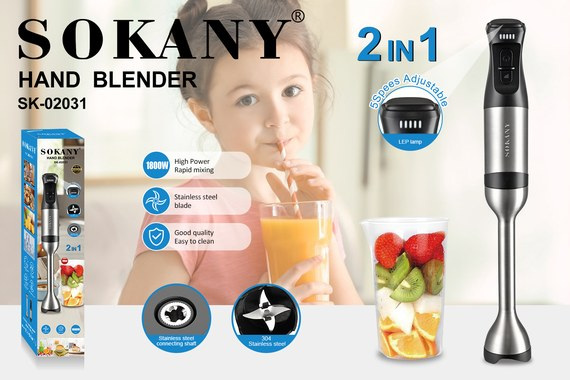 SOKANY®
HAND BLENDER
SK-02031
2 IN 1
5Spees Adjustable
LEP lamp
SOKANY
1800W
High Power
Rapid mixing
Stainless steel
blade
Good quality
Easy to clean
Stainless steel
connecting shaft
304
Stainless steel
SOKANY
HAND BLENDER
2 IN 1